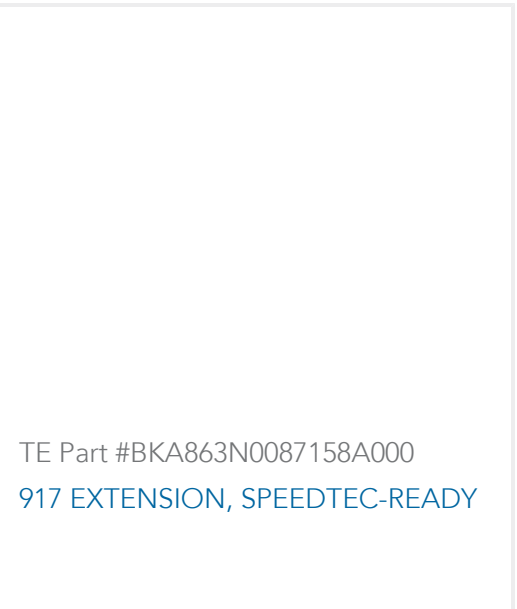 TE Part #BKA863N0087158A000
917 EXTENSION, SPEEDTEC-READY